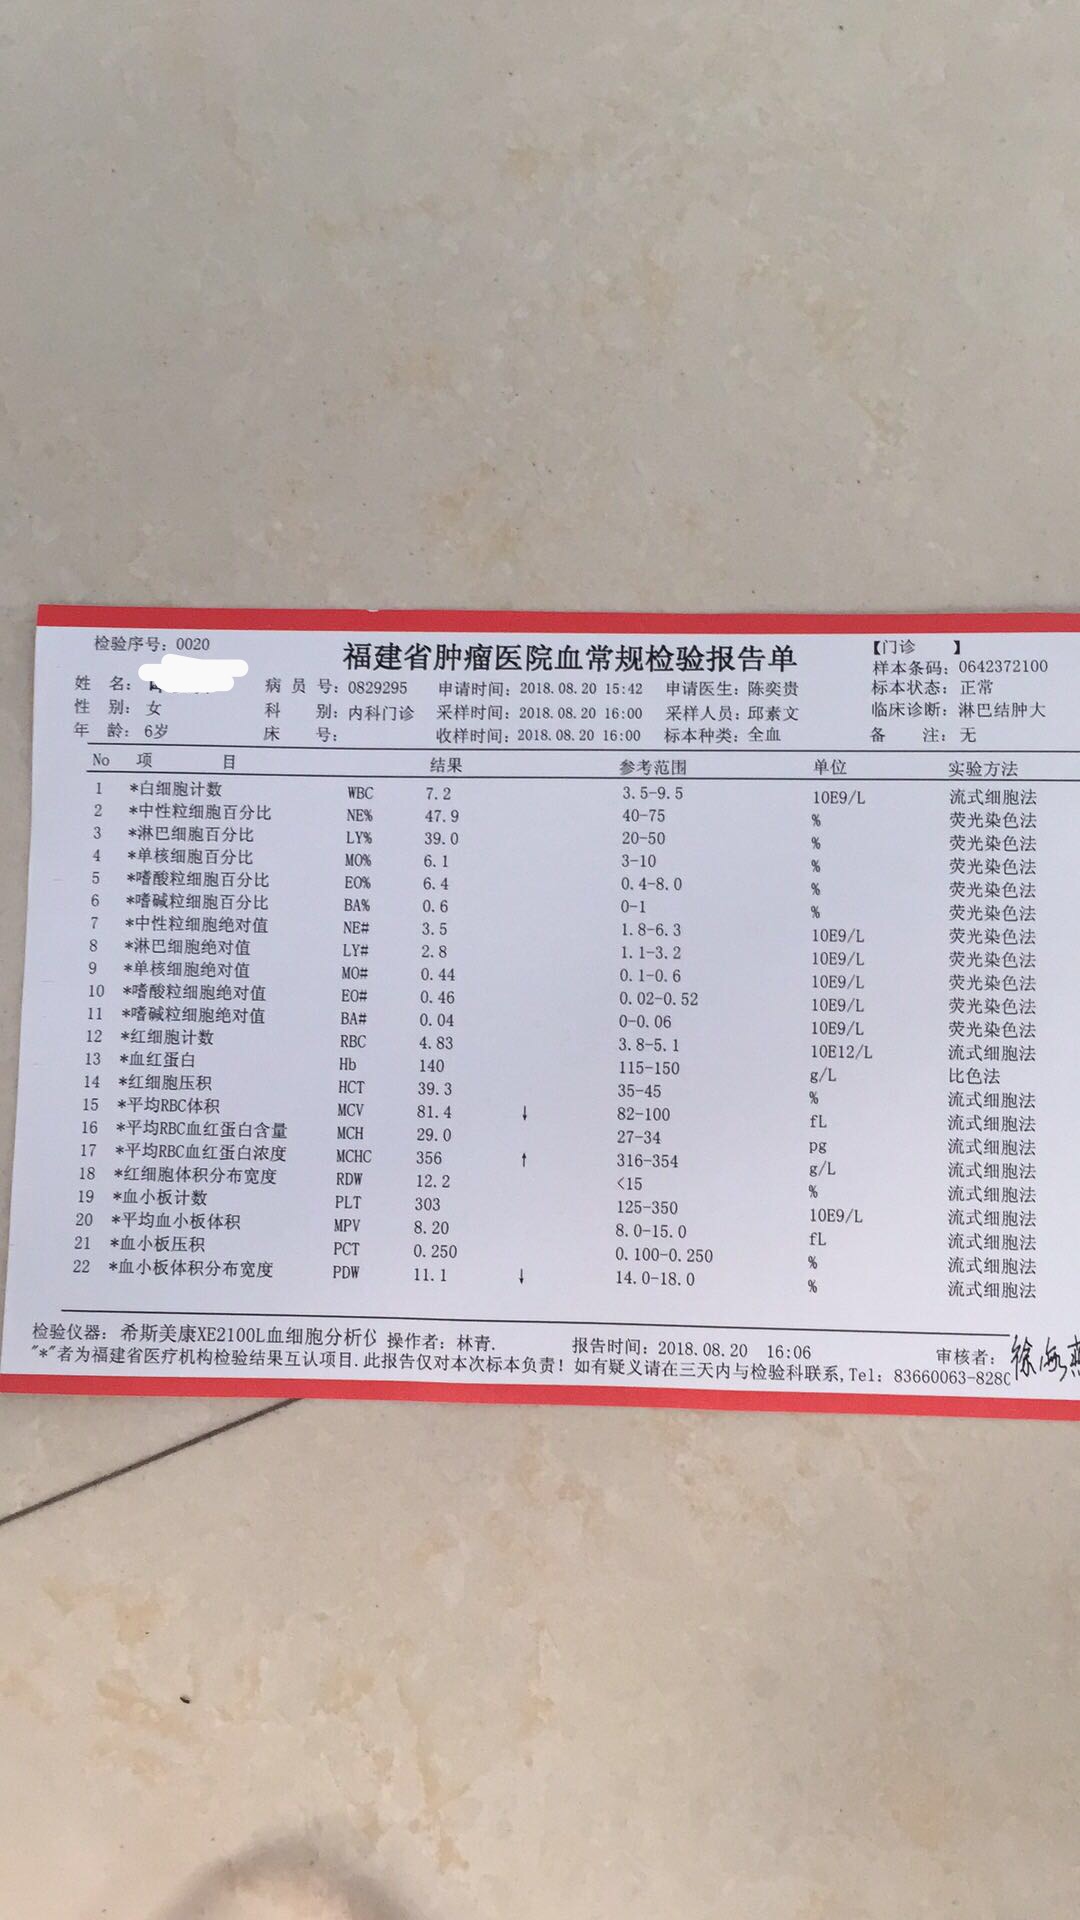 检验序号: 0020
福建省肿瘤医院血常规检验报告单
【门诊 】
样本条码: 0642372100
姓 名: 病 员 号: 0829295 申请时间: 2018.08.20 15:42 申请医生: 陈奕贵 标本状态: 正常
性 别: 女 科 别: 内科门诊 采样时间: 2018.08.20 16:00 采样人员: 邱素文 临床诊断: 淋巴结肿大
年 龄: 6岁 床 号: 收样时间: 2018.08.20 16:00 标本种类: 全血 备 注: 无
No 项 目 结果 参考范围 单位 实验方法
1 *白细胞计数 WBC 7.2 3.5-9.5 10E9/L 流式细胞法
2 *中性粒细胞百分比 NE% 47.9 40-75 % 荧光染色法
3 *淋巴细胞百分比 LY% 39.0 20-50 % 荧光染色法
4 *单核细胞百分比 MO% 6.1 3-10 % 荧光染色法
5 *嗜酸粒细胞百分比 EO% 6.4 0.4-8.0 % 荧光染色法
6 *嗜碱粒细胞百分比 BA% 0.6 0-1 % 荧光染色法
7 *中性粒细胞绝对值 NE# 3.5 1.8-6.3 10E9/L 荧光染色法
8 *淋巴细胞绝对值 LY# 2.8 1.1-3.2 10E9/L 荧光染色法
9 *单核细胞绝对值 MO# 0.44 0.1-0.6 10E9/L 荧光染色法
10 *嗜酸粒细胞绝对值 EO# 0.46 0.02-0.52 10E9/L 荧光染色法
11 *嗜碱粒细胞绝对值 BA# 0.04 0-0.06 10E9/L 荧光染色法
12 *红细胞计数 RBC 4.83 3.8-5.1 10E12/L 流式细胞法
13 *血红蛋白 Hb 140 115-150 g/L 比色法
14 *红细胞压积 HCT 39.3 35-45 % 流式细胞法
15 *平均RBC体积 MCV 81.4 ↓ 82-100 fL 流式细胞法
16 *平均RBC血红蛋白含量 MCH 29.0 27-34 pg 流式细胞法
17 *平均RBC血红蛋白浓度 MCHC 356 ↑ 316-354 g/L 流式细胞法
18 *红细胞体积分布宽度 RDW 12.2 <15 % 流式细胞法
19 *血小板计数 PLT 303 125-350 10E9/L 流式细胞法
20 *平均血小板体积 MPV 8.20 8.0-15.0 fL 流式细胞法
21 *血小板压积 PCT 0.250 0.100-0.250 % 流式细胞法
22 *血小板体积分布宽度 PDW 11.1 ↓ 14.0-18.0 % 流式细胞法
检验仪器: 希斯美康XE2100L血细胞分析仪 操作者: 林青. 报告时间: 2018.08.20 16:06 审核者: 徐海燕
"*"者为福建省医疗机构检验结果互认项目.此报告仅对本次标本负责! 如有疑义请在三天内与检验科联系,Tel: 83660063-8280